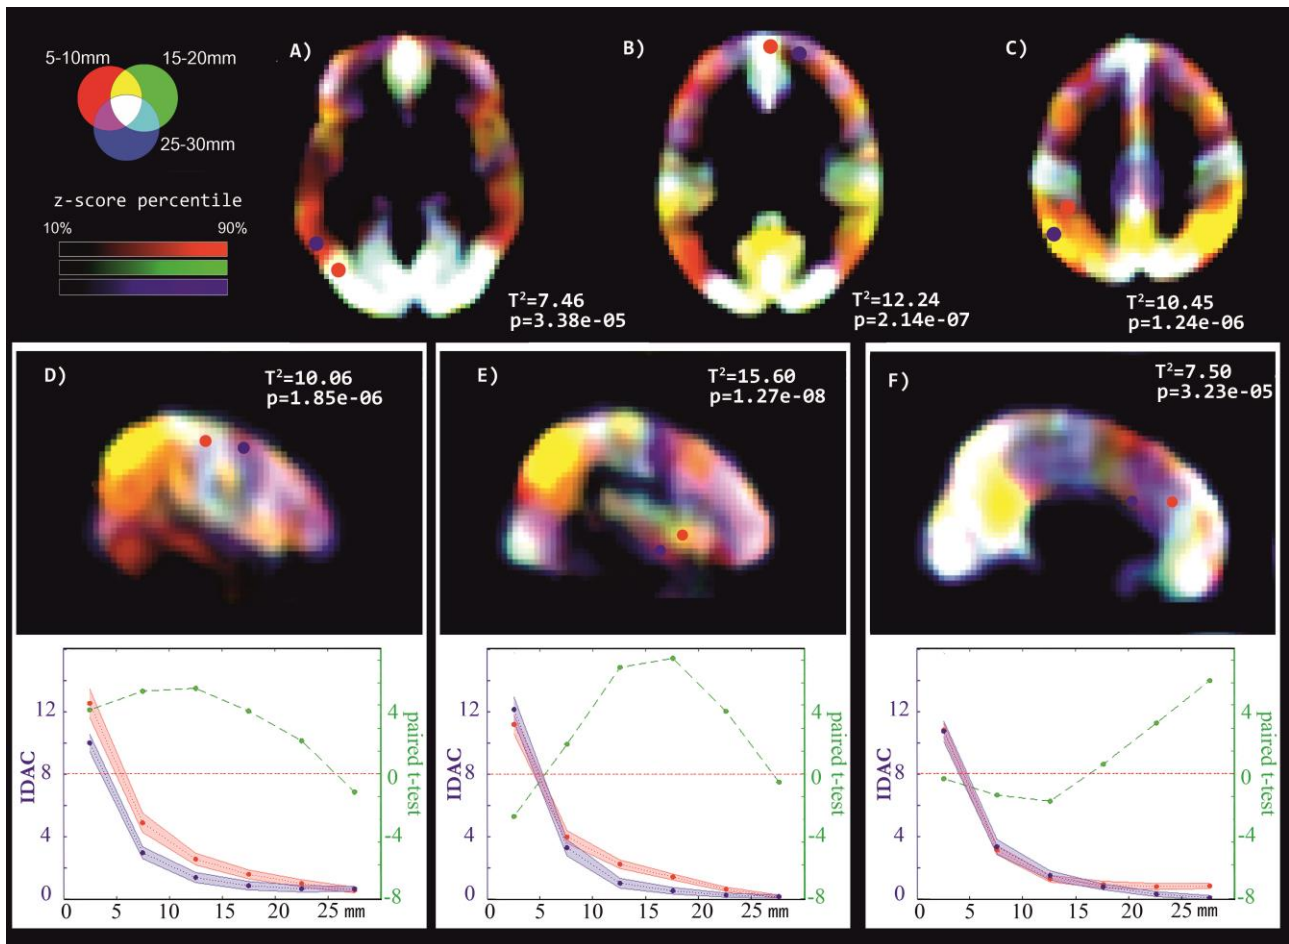 5-10mm
15-20mm
25-30mm
z-score percentile
10%
90%
A)
T²=7.46
p=3.38e-05
B)
T²=12.24
p=2.14e-07
C)
T²=10.45
p=1.24e-06
D)
T²=10.06
p=1.85e-06
E)
T²=15.60
p=1.27e-08
F)
T²=7.50
p=3.23e-05
IDAC
12
8
4
0
0 5 10 15 20 25 mm
4
0
-4
-8
paired t-test
IDAC
12
8
4
0
0 5 10 15 20 25 mm
4
0
-4
-8
paired t-test
IDAC
12
8
4
0
0 5 10 15 20 25 mm
4
0
-4
-8
paired t-test